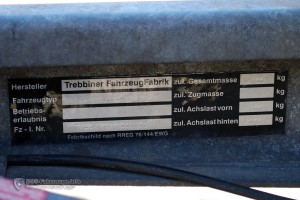 Hersteller Trebbiner FahrzeugFabrik zul. Gesamtmasse kg
Fahrzeugtyp zul. Zugmasse kg
Betriebs- zul. Achslast vorn kg
erlaubnis
Fz - I. Nr. zul. Achslast hinten kg
Fabrikschild nach RREG 76/144/EWG